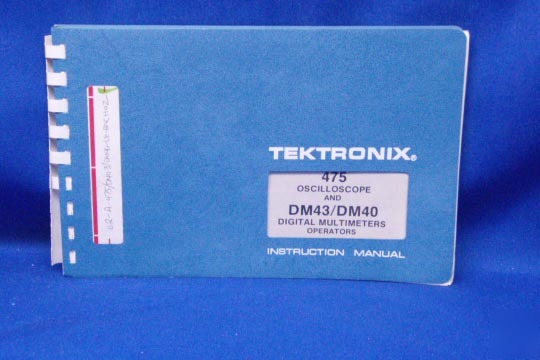 TEKTRONIX®
475
OSCILLOSCOPE
AND
DM43/DM40
DIGITAL MULTIMETERS
OPERATORS
INSTRUCTION MANUAL